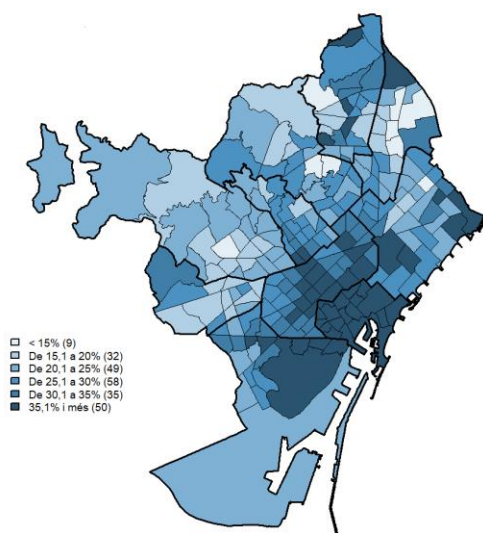 < 15% (9)
De 15,1 a 20% (32)
De 20,1 a 25% (49)
De 25,1 a 30% (58)
De 30,1 a 35% (35)
35,1% i més (50)